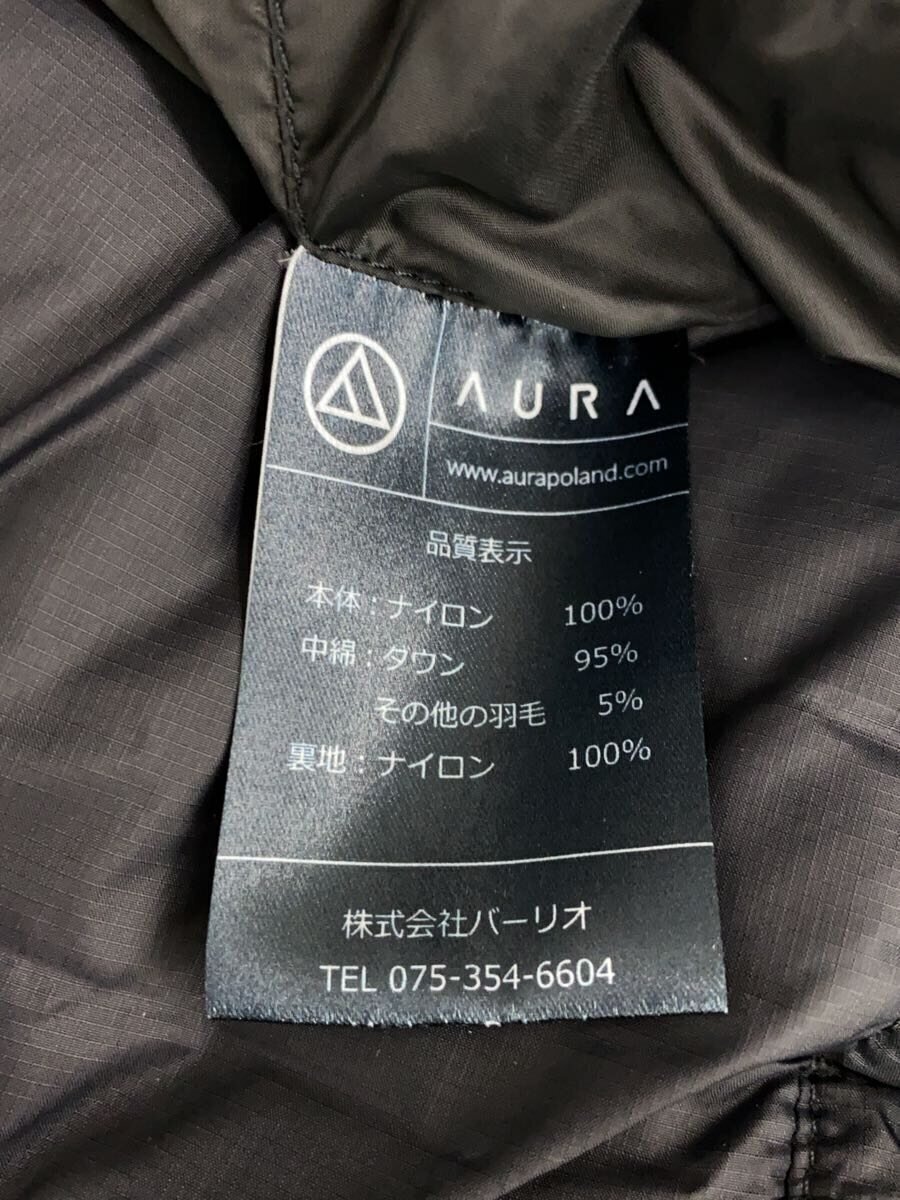 AURA
www.aurapoland.com
品質表示
本体:ナイロン 100%
中綿:ダウン 95%
その他の羽毛 5%
裏地:ナイロン 100%
株式会社バーリオ
TEL 075-354-6604